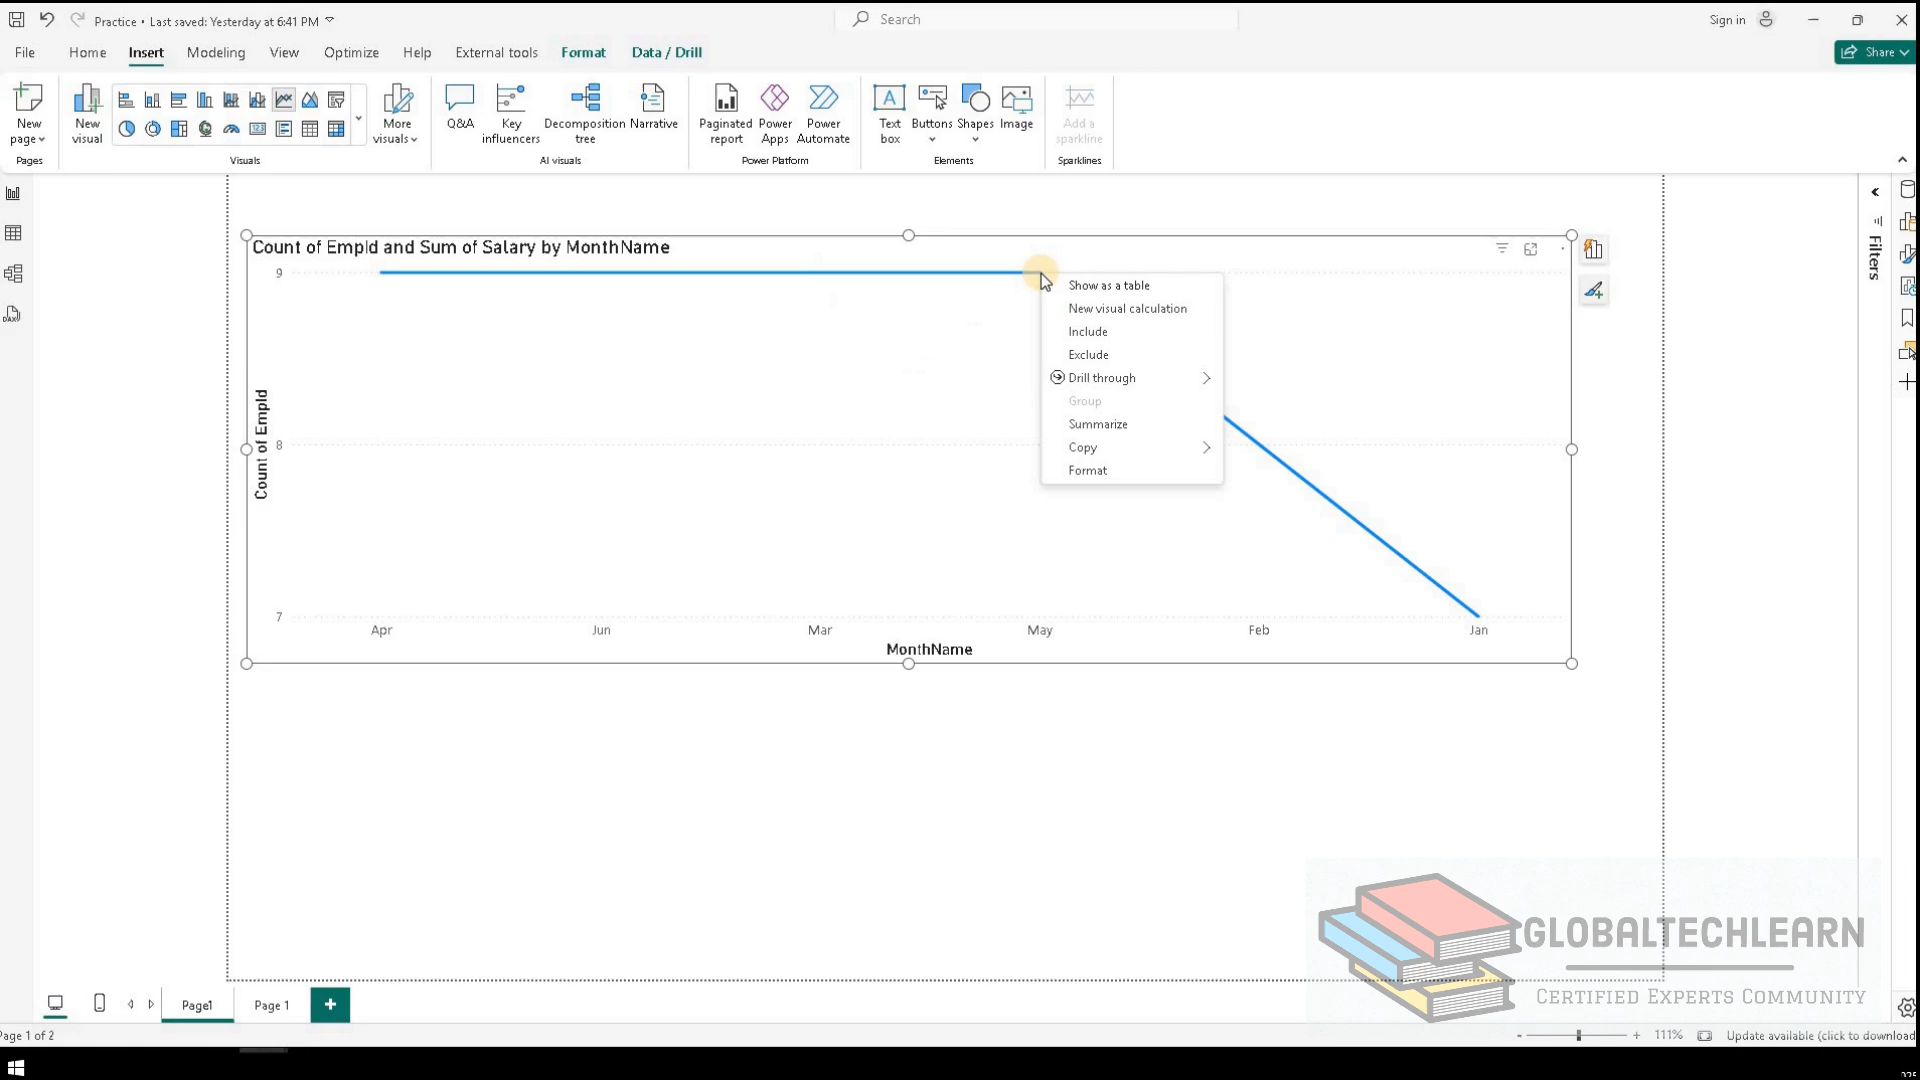 Practice • Last saved: Yesterday at 6:41 PM
Search
Sign in
File Home Insert Modeling View Optimize Help External tools Format Data / Drill
Share
New page
New visual
More visuals
Q&A
Key influencers
Decomposition tree
Narrative
Paginated report
Power Apps
Power Automate
Text box
Buttons
Shapes
Image
Add a sparkline
Pages
Visuals
AI visuals
Power Platform
Elements
Sparklines
DAX
Filters
Count of EmpId and Sum of Salary by MonthName
9
8
7
Count of EmpId
Apr Jun Mar May Feb Jan
MonthName
Show as a table
New visual calculation
Include
Exclude
Drill through
Group
Summarize
Copy
Format
GLOBALTECHLEARN
CERTIFIED EXPERTS COMMUNITY
Page1
Page 1
Page 1 of 2
- + 111%
Update available (click to download